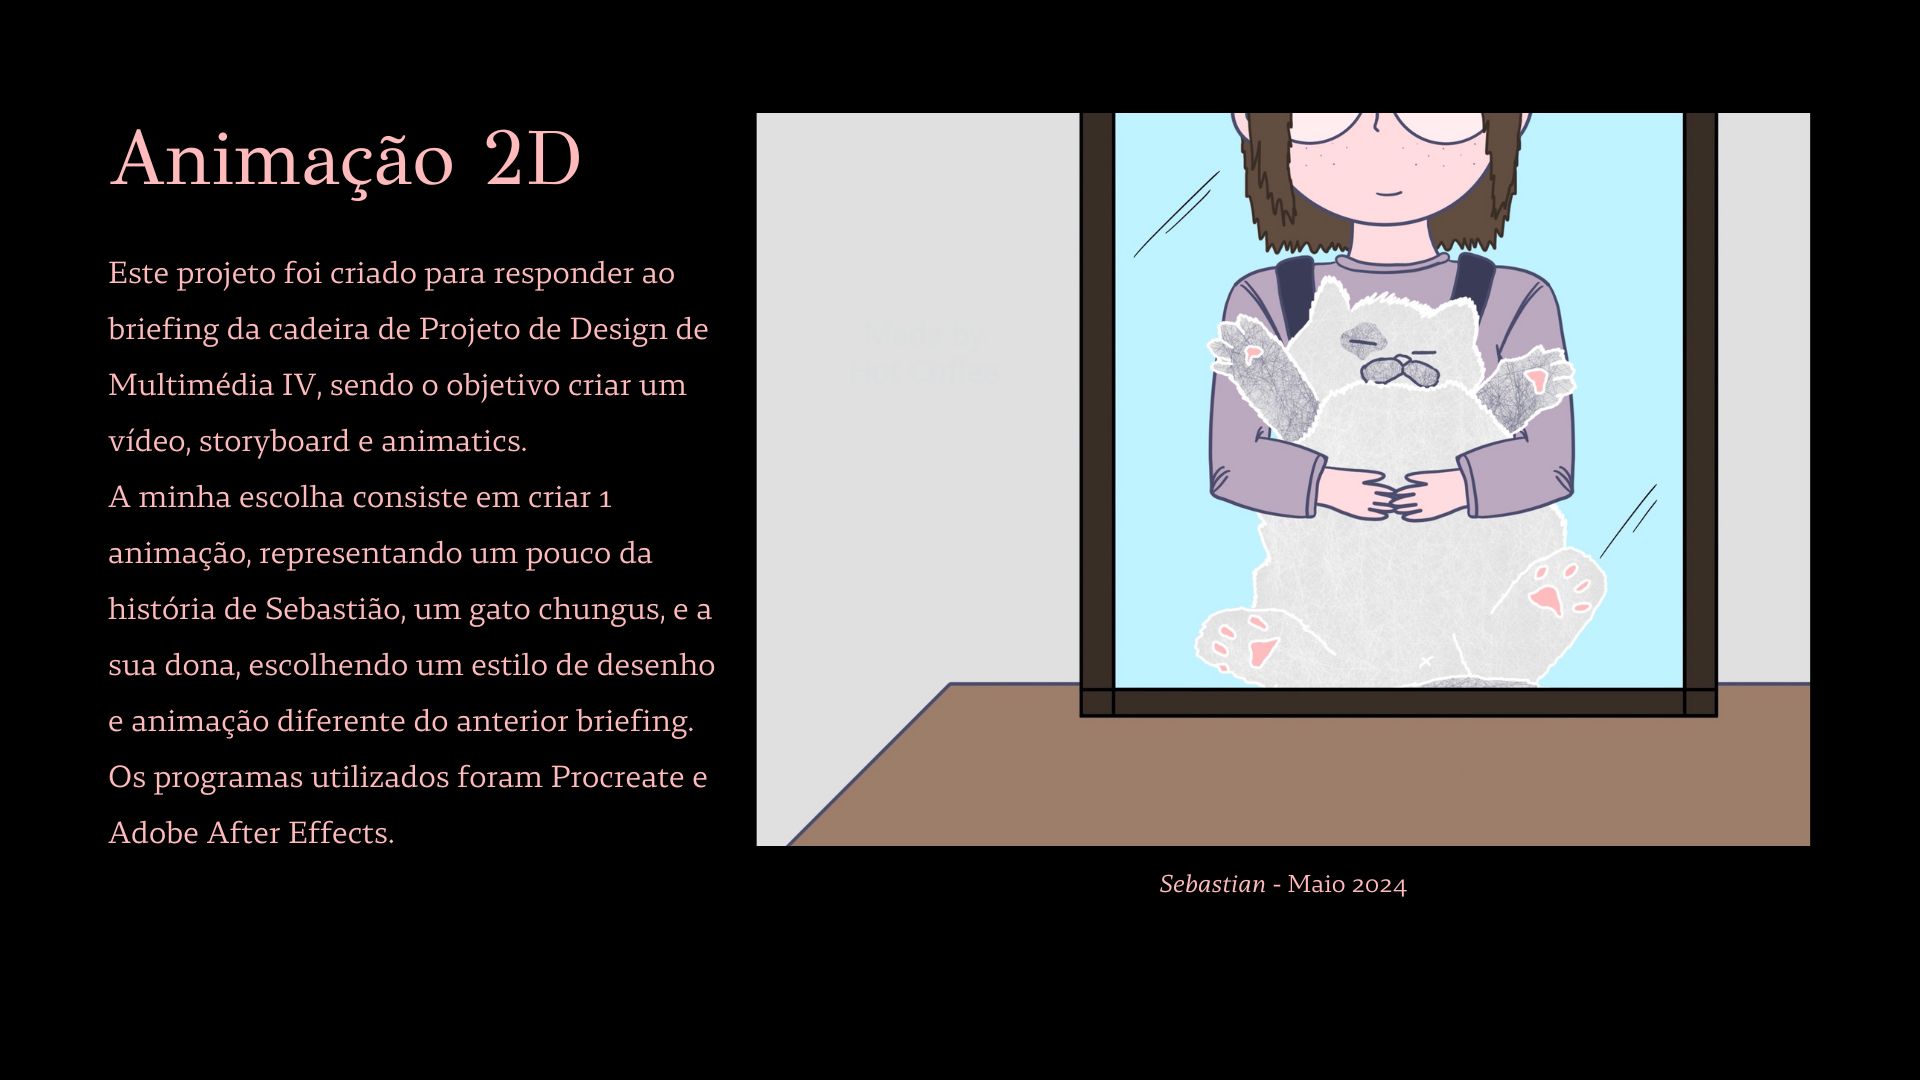 Animação 2D
Este projeto foi criado para responder ao
briefing da cadeira de Projeto de Design de
Multimédia IV, sendo o objetivo criar um
vídeo, storyboard e animatics.
A minha escolha consiste em criar 1
animação, representando um pouco da
história de Sebastião, um gato chungus, e a
sua dona, escolhendo um estilo de desenho
e animação diferente do anterior briefing.
Os programas utilizados foram Procreate e
Adobe After Effects.
Made by
Sebastian - Maio 2024